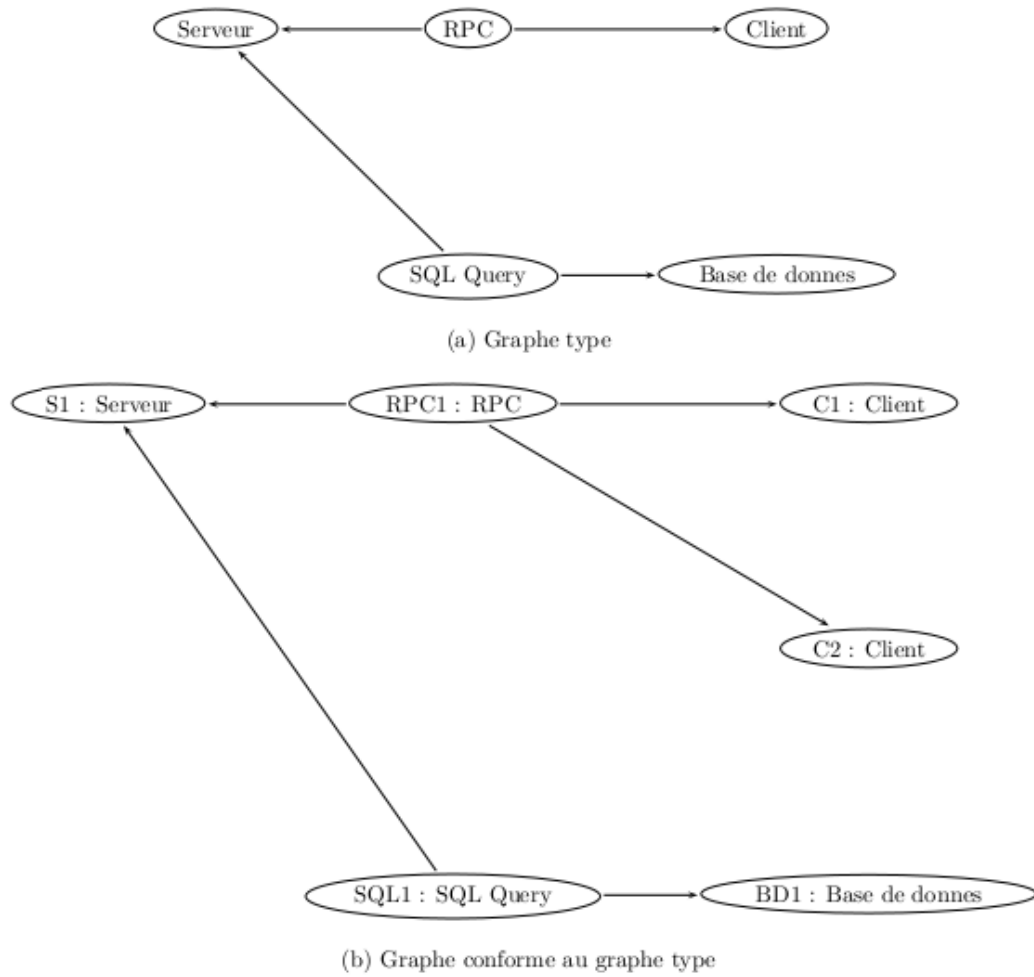 Serveur
RPC
Client
SQL Query
Base de donnes
(a) Graphe type
S1 : Serveur
RPC1 : RPC
C1 : Client
C2 : Client
SQL1 : SQL Query
BD1 : Base de donnes
(b) Graphe conforme au graphe type